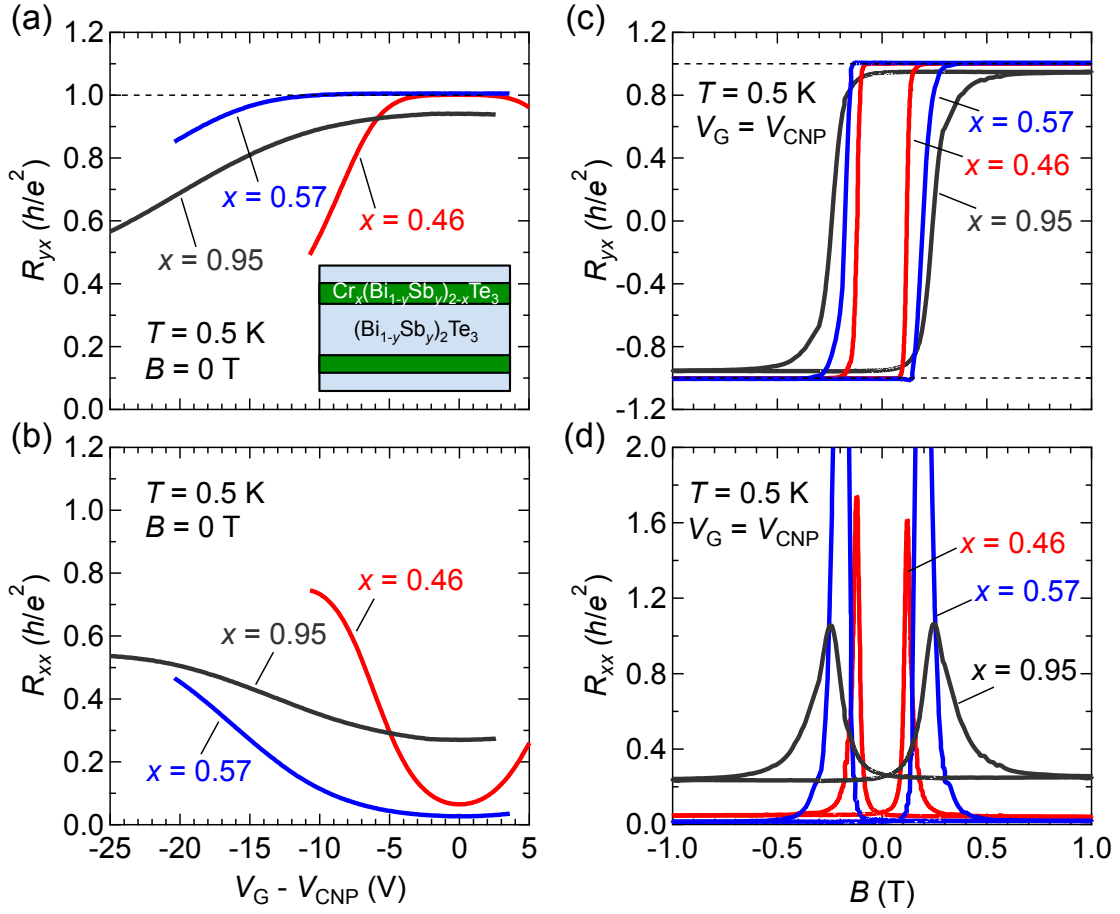 (a)
1.2
1.0
0.8
0.6
0.4
0.2
0.0
R_yx (h/e²)
x = 0.57
x = 0.46
x = 0.95
T = 0.5 K
B = 0 T
Cr_x(Bi_1-ySb_y)_2-xTe_3
(Bi_1-ySb_y)_2Te_3
(b)
1.2
1.0
0.8
0.6
0.4
0.2
0.0
R_xx (h/e²)
T = 0.5 K
B = 0 T
x = 0.46
x = 0.95
x = 0.57
-25
-20
-15
-10
-5
0
5
V_G - V_CNP (V)
(c)
1.2
0.8
0.4
0.0
-0.4
-0.8
-1.2
R_yx (h/e²)
T = 0.5 K
V_G = V_CNP
x = 0.57
x = 0.46
x = 0.95
(d)
2.0
1.6
1.2
0.8
0.4
0.0
R_xx (h/e²)
T = 0.5 K
V_G = V_CNP
x = 0.46
x = 0.57
x = 0.95
-1.0
-0.5
0.0
0.5
1.0
B (T)